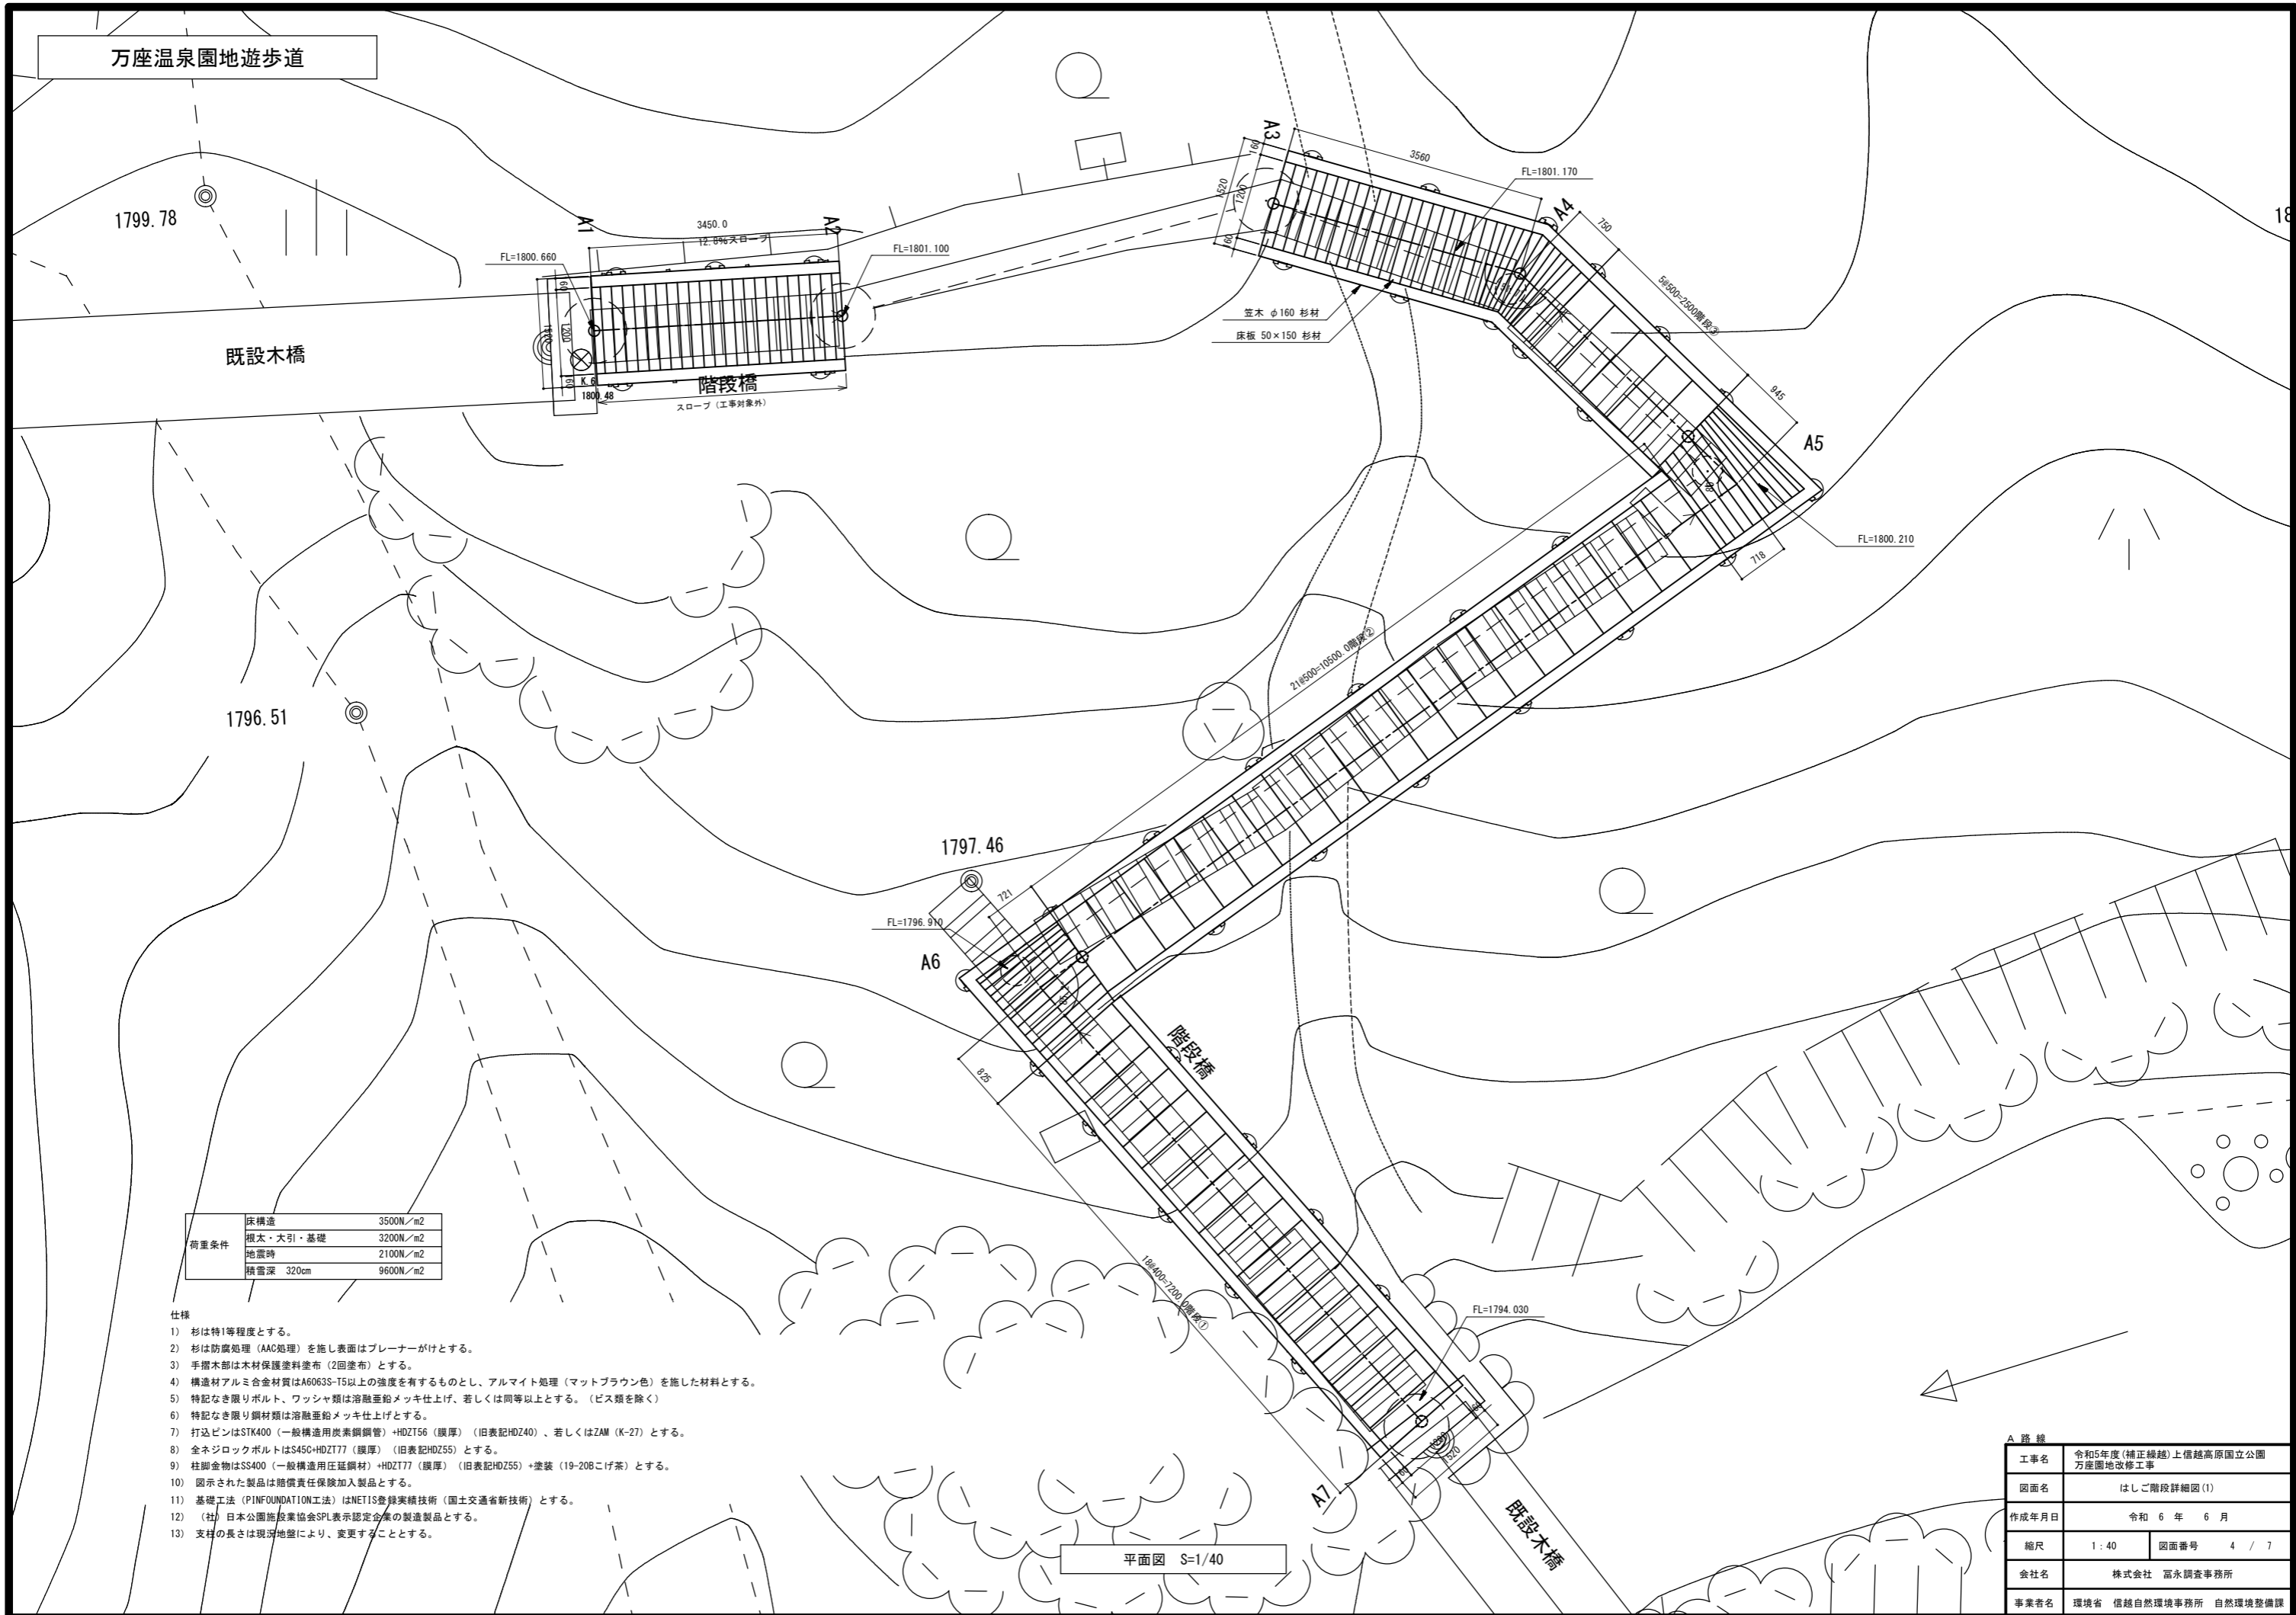 万座温泉園地遊歩道
1799.78
既設木橋
A1
3450.0
12.8%スロープ
A2
FL=1800.660
FL=1801.100
160
1200
160
K.6
1800.48
階段橋
スロープ（工事対象外）
A3
160
1520
1200
160
3560
FL=1801.170
A4
750
5@500=2500階段③
945
A5
笠木 φ160 杉材
床板 50×150 杉材
FL=1800.210
718
21@500=10500.0階段②
1796.51
1797.46
721
FL=1796.910
A6
825
階段橋
18@400=7200.0階段①
FL=1794.030
1520
A7
既設木橋
18
荷重条件
床構造 3500N／m2
根太・大引・基礎 3200N／m2
地震時 2100N／m2
積雪深 320cm 9600N／m2
仕様
1) 杉は特1等程度とする。
2) 杉は防腐処理（AAC処理）を施し表面はプレーナーがけとする。
3) 手摺木部は木材保護塗料塗布（2回塗布）とする。
4) 構造材アルミ合金材質はA6063S-T5以上の強度を有するものとし、アルマイト処理（マットブラウン色）を施した材料とする。
5) 特記なき限りボルト、ワッシャ類は溶融亜鉛メッキ仕上げ、若しくは同等以上とする。（ビス類を除く）
6) 特記なき限り鋼材類は溶融亜鉛メッキ仕上げとする。
7) 打込ピンはSTK400（一般構造用炭素鋼鋼管）+HDZT56（膜厚）（旧表記HDZ40）、若しくはZAM（K-27）とする。
8) 全ネジロックボルトはS45C+HDZT77（膜厚）（旧表記HDZ55）とする。
9) 柱脚金物はSS400（一般構造用圧延鋼材）+HDZT77（膜厚）（旧表記HDZ55）+塗装（19-20Bこげ茶）とする。
10) 図示された製品は賠償責任保険加入製品とする。
11) 基礎工法（PINFOUNDATION工法）はNETIS登録実績技術（国土交通省新技術）とする。
12) （社）日本公園施設業協会SPL表示認定企業の製造製品とする。
13) 支柱の長さは現況地盤により、変更することとする。
平面図 S=1/40
A 路 線
工事名 令和5年度(補正繰越)上信越高原国立公園
万座園地改修工事
図面名 はしご階段詳細図(1)
作成年月日 令和 6 年 6 月
縮尺 1:40 図面番号 4 / 7
会社名 株式会社 冨永調査事務所
事業者名 環境省 信越自然環境事務所 自然環境整備課